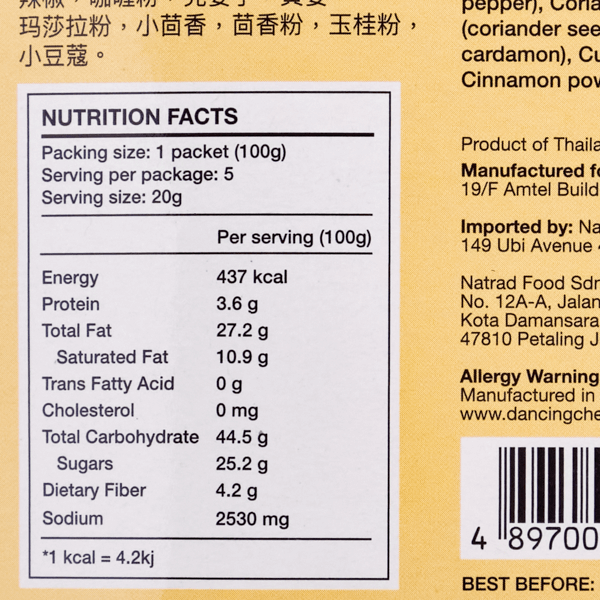 玛莎拉粉，小茴香，茴香粉，玉桂粉，
小豆蔻。
NUTRITION FACTS
Packing size: 1 packet (100g)
Serving per package: 5
Serving size: 20g
Per serving (100g)
Energy 437 kcal
Protein 3.6 g
Total Fat 27.2 g
Saturated Fat 10.9 g
Trans Fatty Acid 0 g
Cholesterol 0 mg
Total Carbohydrate 44.5 g
Sugars 25.2 g
Dietary Fiber 4.2 g
Sodium 2530 mg
*1 kcal = 4.2kj
pepper), Coria
(coriander see
cardamom), Cu
Cinnamon pow
Product of Thaila
Manufactured fo
19/F Amtel Build
Imported by: Na
149 Ubi Avenue 4
Natrad Food Sdn
No. 12A-A, Jalan
Kota Damansara
47810 Petaling J
Allergy Warning
Manufactured in
www.dancingche
4 89700
BEST BEFORE: